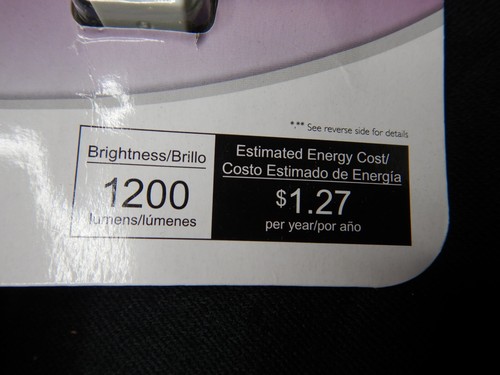 *,** See reverse side for details
Brightness/Brillo
1200
lumens/lúmenes
Estimated Energy Cost/
Costo Estimado de Energía
$1.27
per year/por año